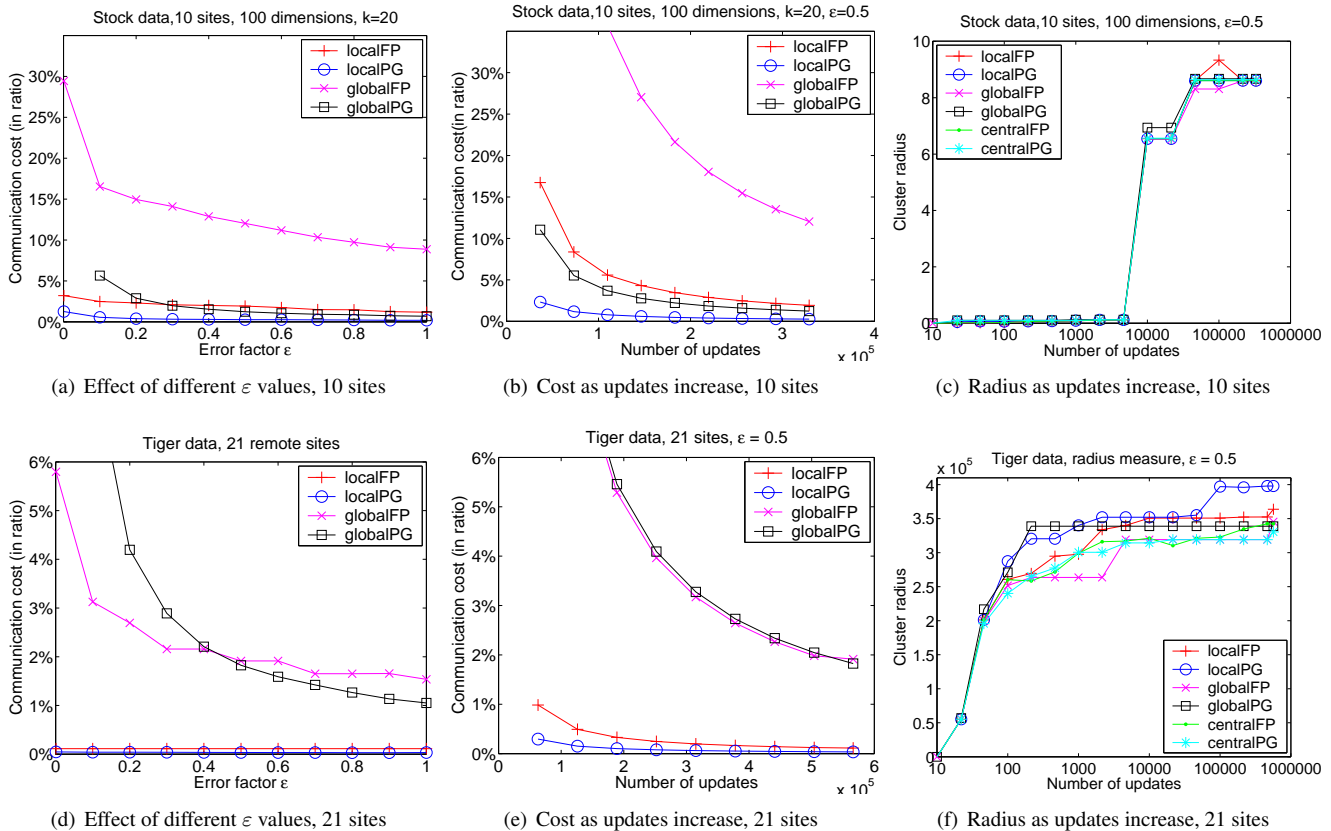 Stock data,10 sites, 100 dimensions, k=20
Communication cost (in ratio)
30%
25%
20%
15%
10%
5%
0%
0 0.2 0.4 0.6 0.8 1
Error factor ε
localFP
localPG
globalFP
globalPG
(a) Effect of different ε values, 10 sites
Stock data,10 sites, 100 dimensions, k=20, ε=0.5
Communication cost(in ratio)
30%
25%
20%
15%
10%
5%
0%
0 1 2 3 4
x 10^5
Number of updates
localFP
localPG
globalFP
globalPG
(b) Cost as updates increase, 10 sites
Stock data,10 sites, 100 dimensions, ε=0.5
Cluster radius
10
8
6
4
2
0
10 100 1000 10000 100000 1000000
Number of updates
localFP
localPG
globalFP
globalPG
centralFP
centralPG
(c) Radius as updates increase, 10 sites
Tiger data, 21 remote sites
Communication cost (in ratio)
6%
5%
4%
3%
2%
1%
0%
0 0.2 0.4 0.6 0.8 1
Error factor ε
localFP
localPG
globalFP
globalPG
(d) Effect of different ε values, 21 sites
Tiger data, 21 sites, ε = 0.5
Communication cost (in ratio)
6%
5%
4%
3%
2%
1%
0%
0 1 2 3 4 5 6
x 10^5
Number of updates
localFP
localPG
globalFP
globalPG
(e) Cost as updates increase, 21 sites
Tiger data, radius measure, ε = 0.5
x 10^5
Cluster radius
4
3.5
3
2.5
2
1.5
1
0.5
0
10 100 1000 10000 100000 1000000
Number of updates
localFP
localPG
globalFP
globalPG
centralFP
centralPG
(f) Radius as updates increase, 21 sites